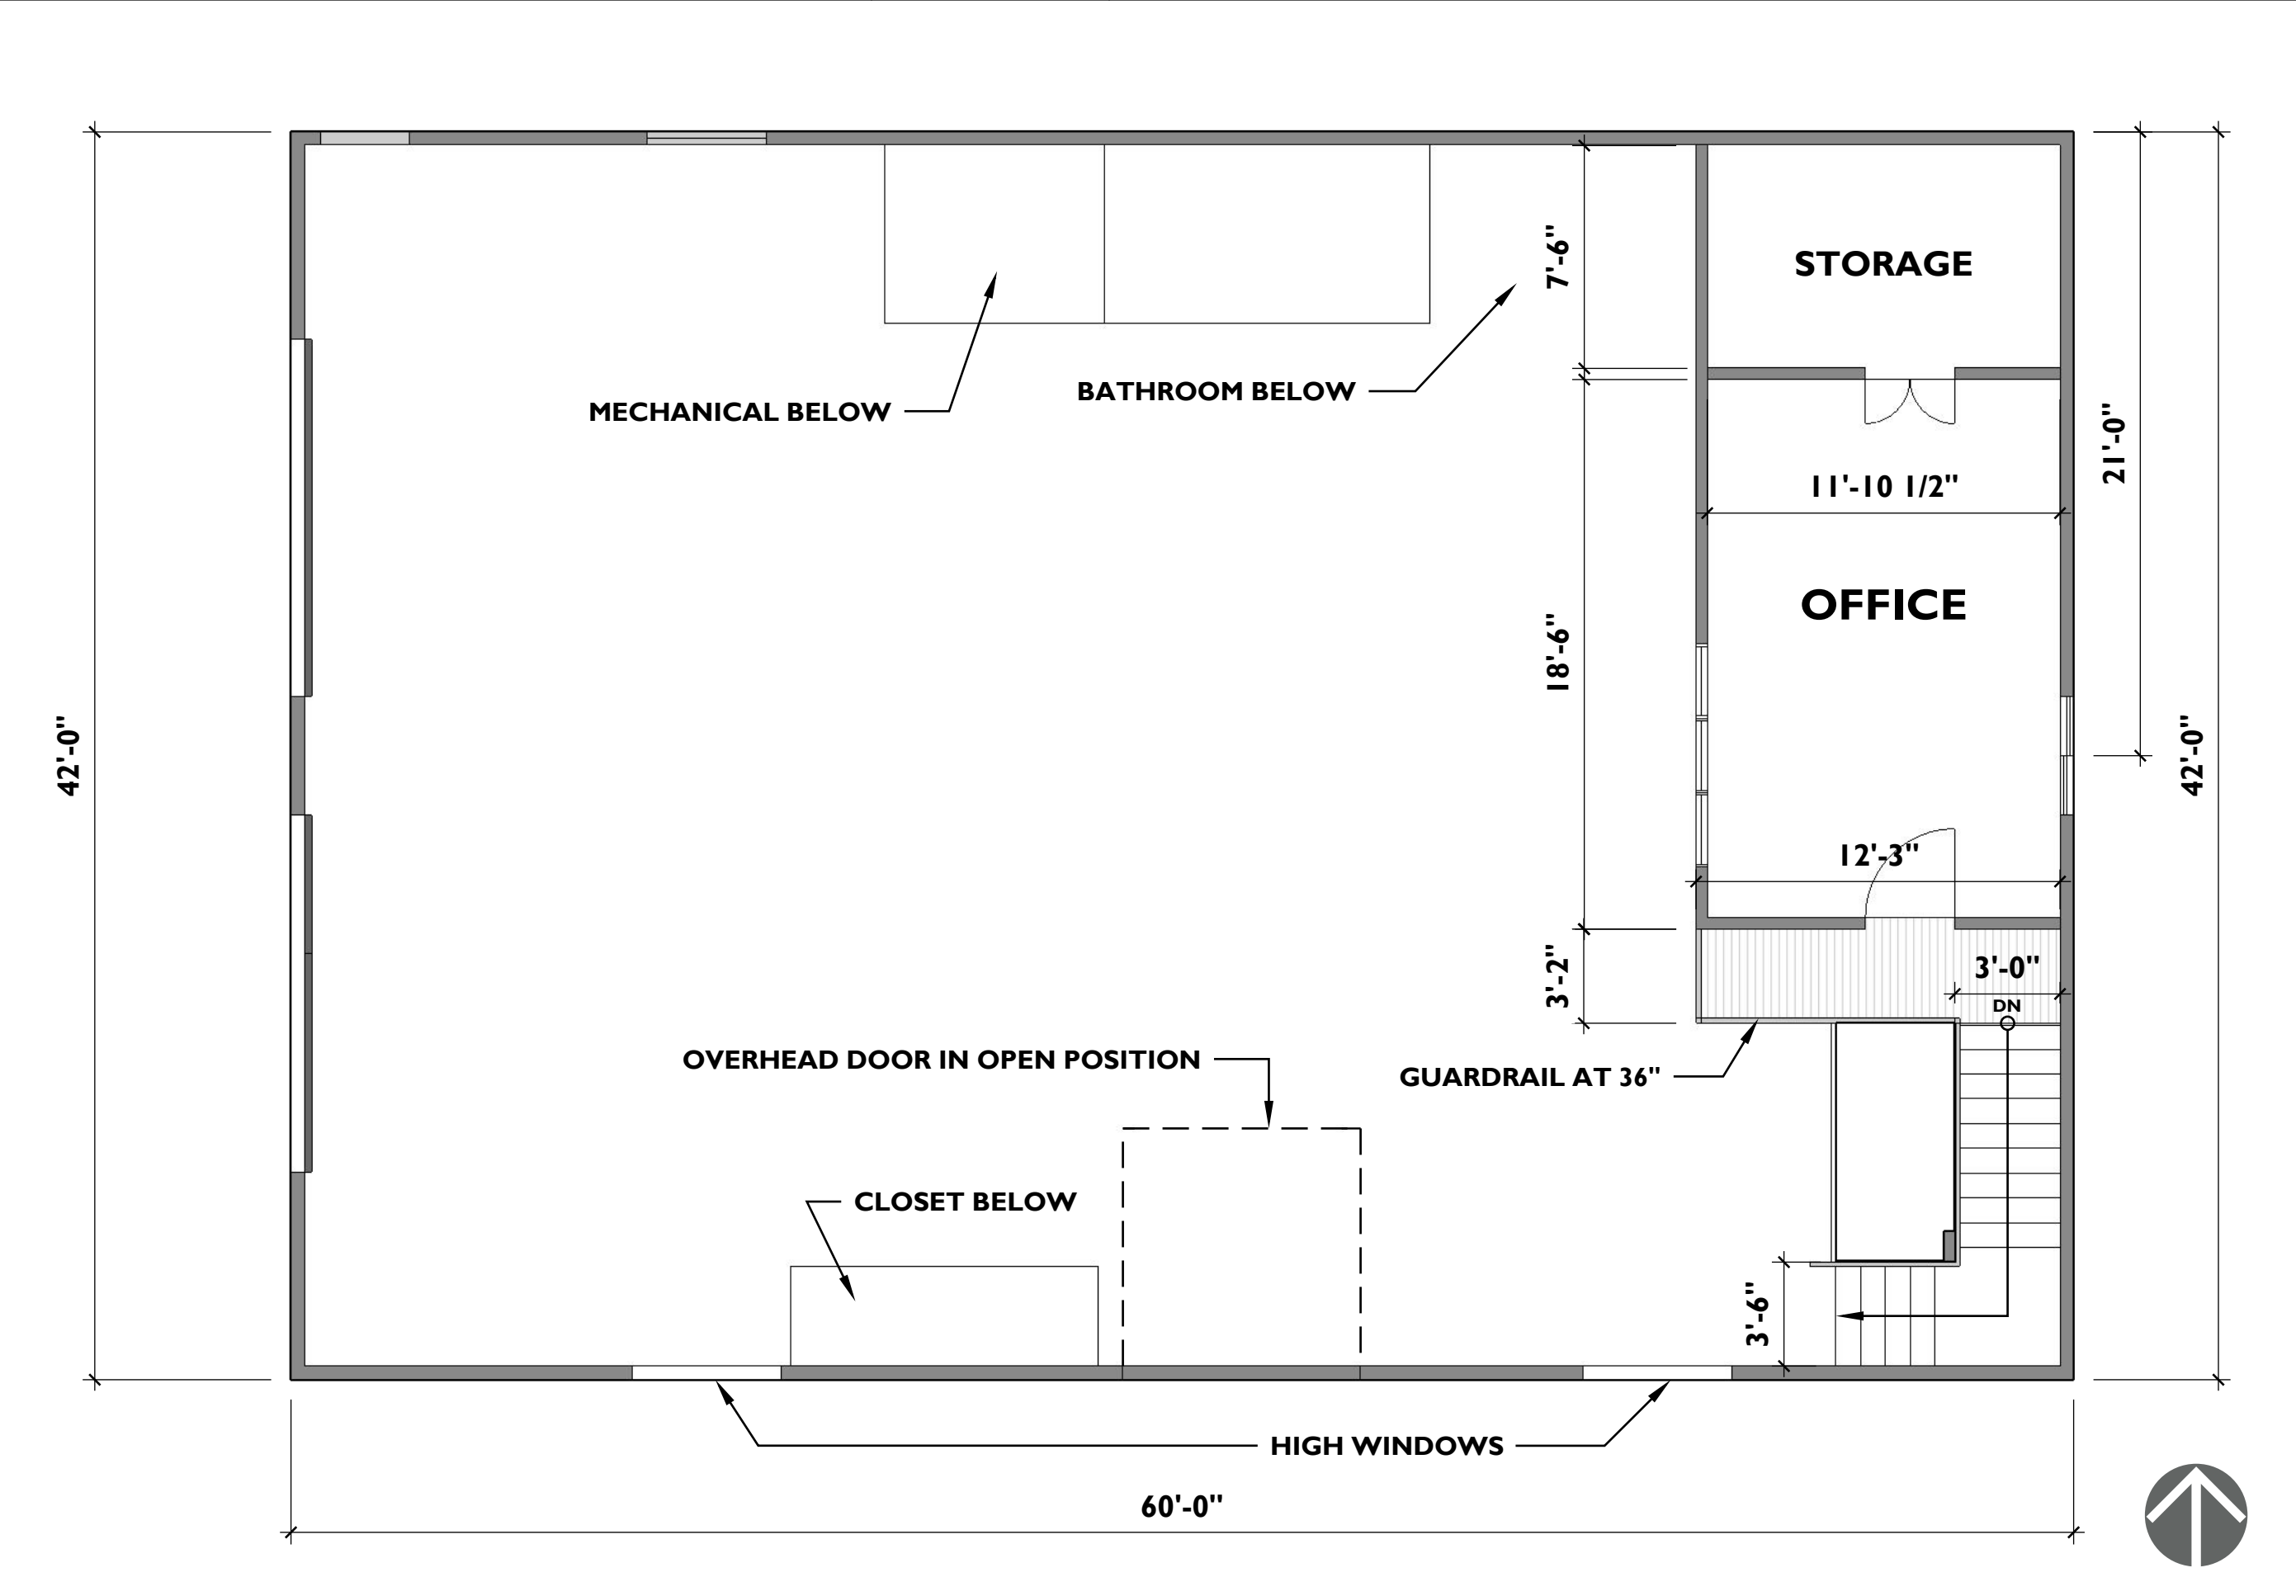 7'-6"
STORAGE
MECHANICAL BELOW
BATHROOM BELOW
21'-0"
11'-10 1/2"
OFFICE
18'-6"
42'-0"
42'-0"
12'-3"
3'-2"
3'-0"
DN
OVERHEAD DOOR IN OPEN POSITION
GUARDRAIL AT 36"
CLOSET BELOW
3'-6"
HIGH WINDOWS
60'-0"